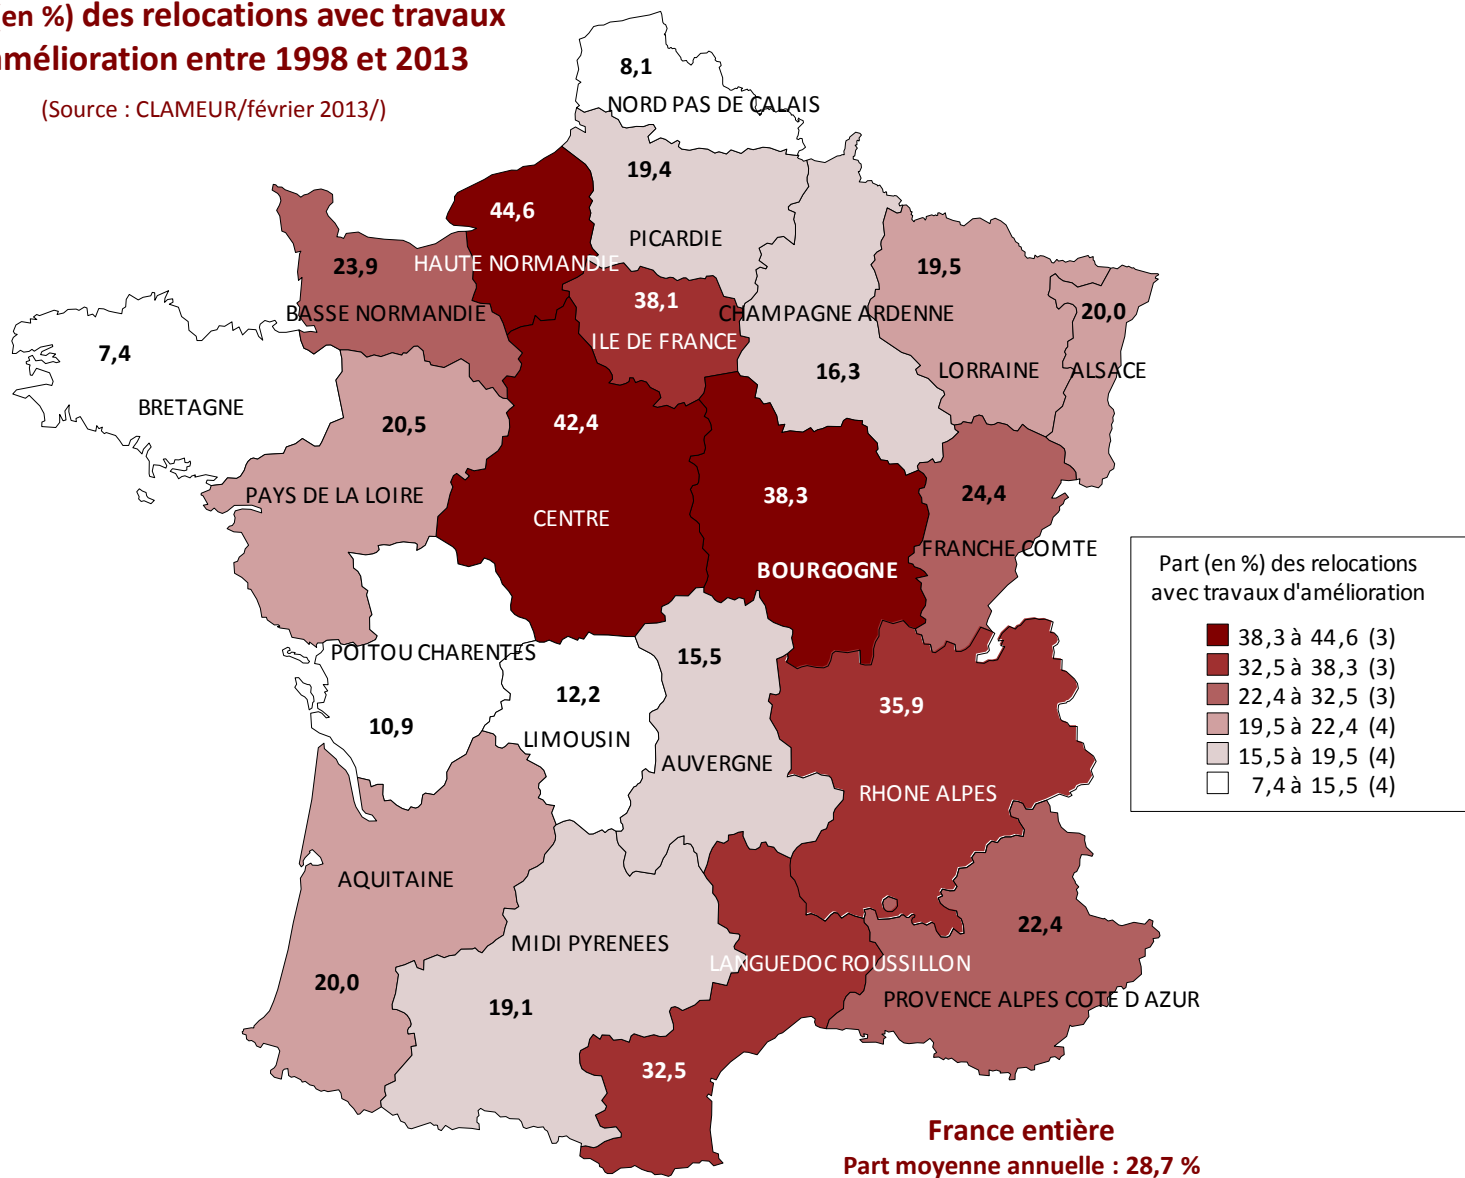 en %) des relocations avec travaux
mélioration entre 1998 et 2013
(Source : CLAMEUR/février 2013/)
8,1
NORD PAS DE CALAIS
19,4
PICARDIE
44,6
HAUTE NORMANDIE
23,9
BASSE NORMANDIE
38,1
ILE DE FRANCE
CHAMPAGNE ARDENNE
16,3
19,5
LORRAINE
20,0
ALSACE
7,4
BRETAGNE
20,5
PAYS DE LA LOIRE
42,4
CENTRE
38,3
BOURGOGNE
24,4
FRANCHE COMTE
POITOU CHARENTES
10,9
12,2
LIMOUSIN
15,5
AUVERGNE
35,9
RHONE ALPES
AQUITAINE
20,0
MIDI PYRENEES
19,1
LANGUEDOC ROUSSILLON
32,5
22,4
PROVENCE ALPES COTE D AZUR
Part (en %) des relocations
avec travaux d'amélioration
38,3 à 44,6 (3)
32,5 à 38,3 (3)
22,4 à 32,5 (3)
19,5 à 22,4 (4)
15,5 à 19,5 (4)
7,4 à 15,5 (4)
France entière
Part moyenne annuelle : 28,7 %